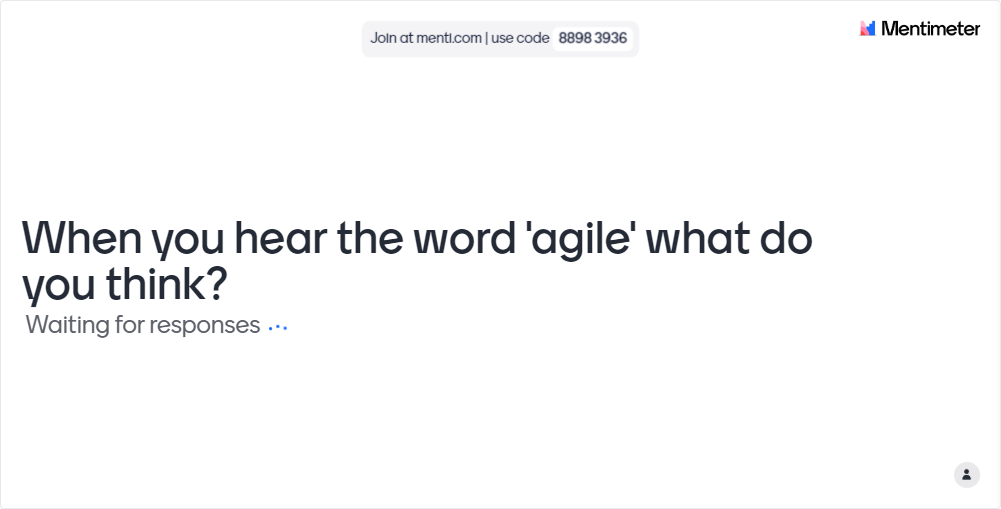 Join at menti.com | use code 8898 3936
Mentimeter
When you hear the word 'agile' what do
you think?
Waiting for responses